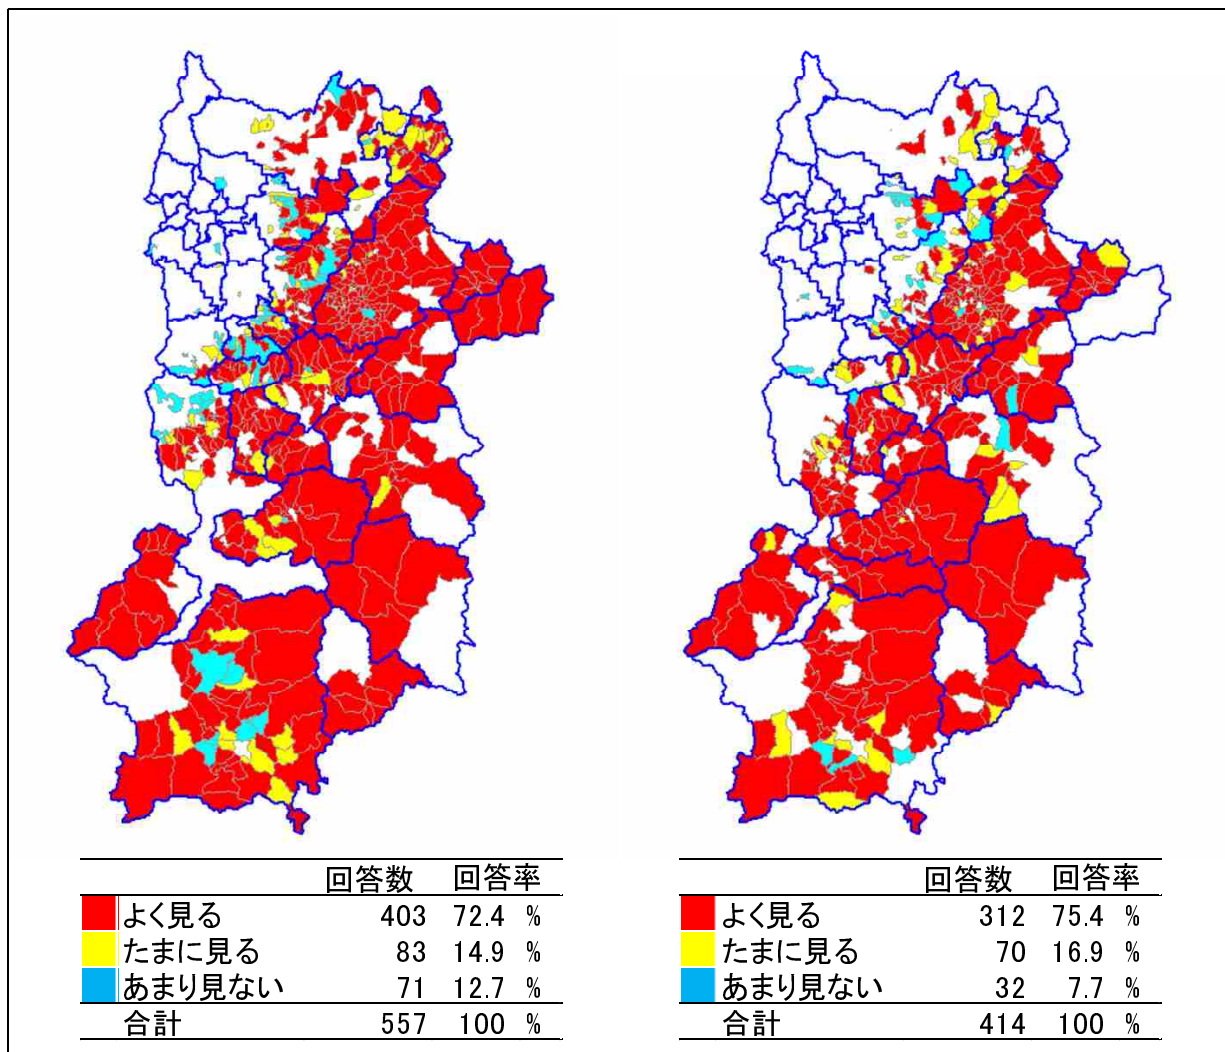 回答数 回答率
よく見る 403 72.4 %
たまに見る 83 14.9 %
あまり見ない 71 12.7 %
合計 557 100 %
回答数 回答率
よく見る 312 75.4 %
たまに見る 70 16.9 %
あまり見ない 32 7.7 %
合計 414 100 %